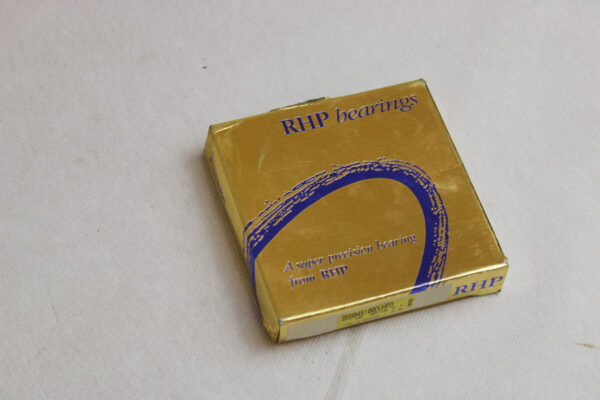 RHP bearings
A super precision bearing
from RHP
RHP